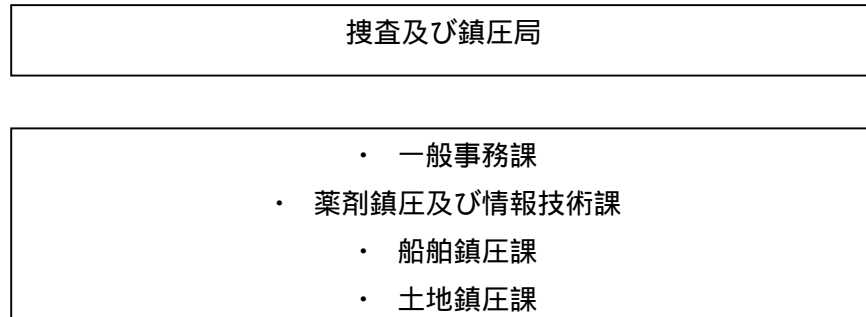 捜査及び鎮圧局
・ 一般事務課
・ 薬剤鎮圧及び情報技術課
・ 船舶鎮圧課
・ 土地鎮圧課